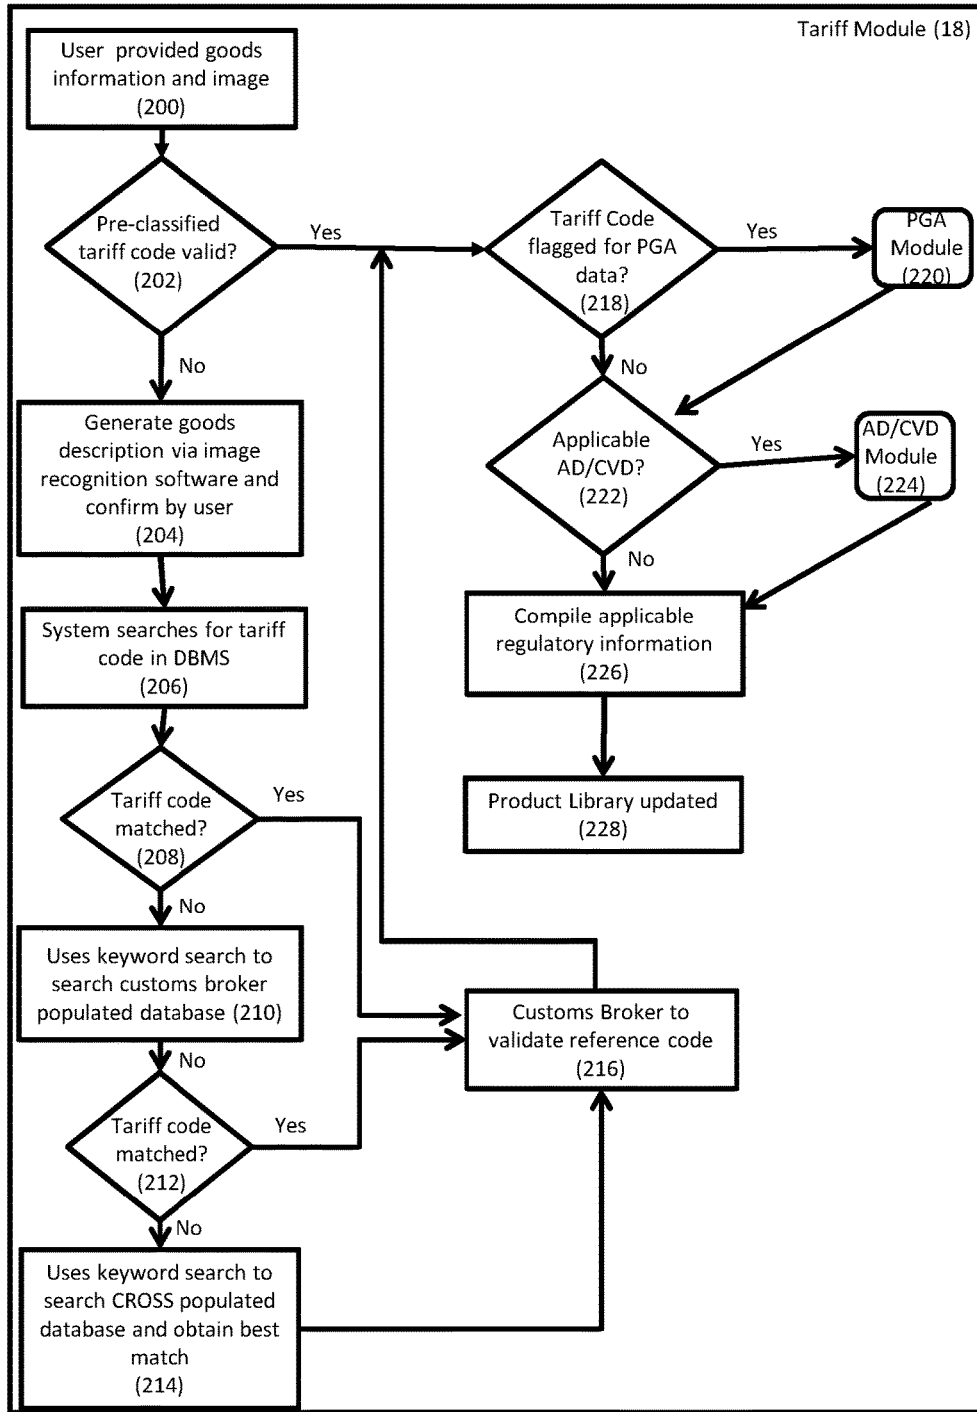 Tariff Module (18)
User provided goods
information and image
(200)
Pre-classified
tariff code valid?
(202)
Yes
No
Generate goods
description via image
recognition software and
confirm by user
(204)
System searches for tariff
code in DBMS
(206)
Tariff code
matched?
(208)
Yes
No
Uses keyword search to
search customs broker
populated database (210)
No
Tariff code
matched?
(212)
Yes
No
Uses keyword search to
search CROSS populated
database and obtain best
match
(214)
Customs Broker to
validate reference code
(216)
Tariff Code
flagged for PGA
data?
(218)
Yes
No
PGA
Module
(220)
Applicable
AD/CVD?
(222)
Yes
No
AD/CVD
Module
(224)
Compile applicable
regulatory information
(226)
Product Library updated
(228)